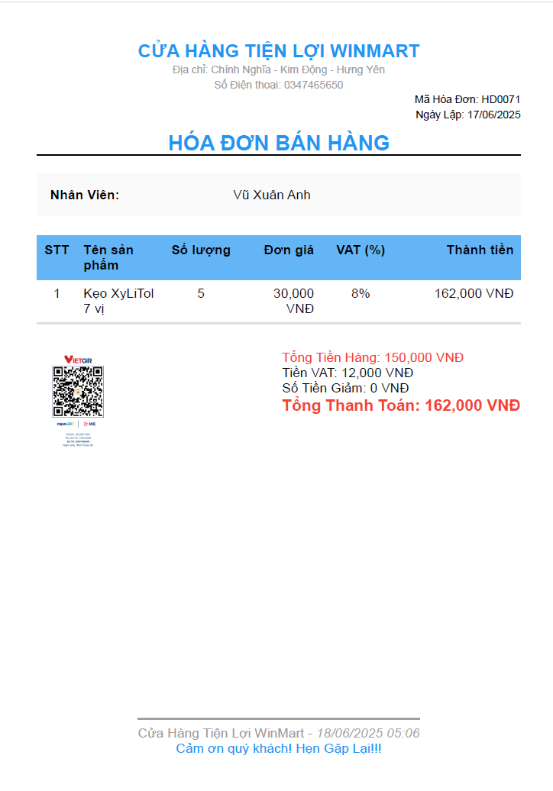 CỬA HÀNG TIỆN LỢI WINMART
Địa chỉ: Chính Nghĩa - Kim Động - Hưng Yên
Số Điện thoại: 0347465650
Mã Hóa Đơn: HD0071
Ngày Lập: 17/06/2025
HÓA ĐƠN BÁN HÀNG
Nhân Viên: Vũ Xuân Anh
STT Tên sản phẩm Số lượng Đơn giá VAT (%) Thành tiền
1 Kẹo XyLiTol 7 vị 5 30,000 VNĐ 8% 162,000 VNĐ
VIETQR
napas 247 MB
Tổng Tiền Hàng: 150,000 VNĐ
Tiền VAT: 12,000 VNĐ
Số Tiền Giảm: 0 VNĐ
Tổng Thanh Toán: 162,000 VNĐ
Cửa Hàng Tiện Lợi WinMart - 18/06/2025 05:06
Cảm ơn quý khách! Hẹn Gặp Lại!!!